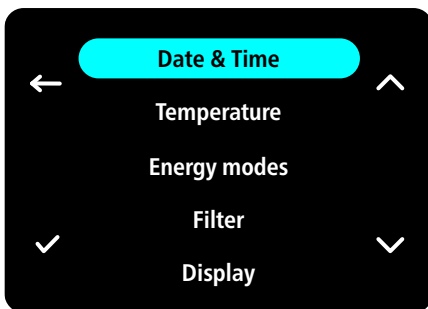 Date & Time
Temperature
Energy modes
Filter
Display